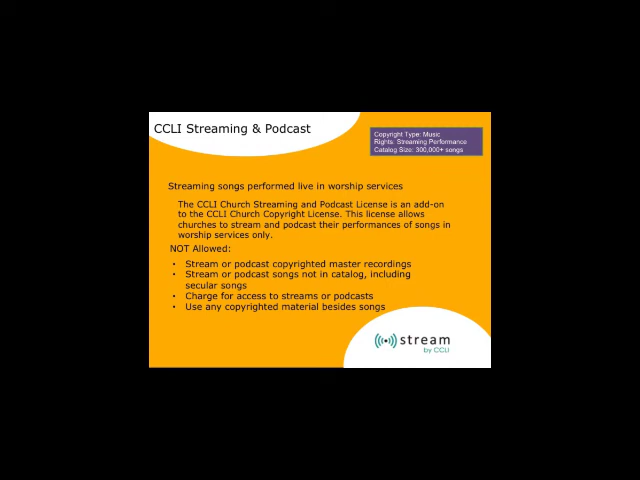 CCLI Streaming & Podcast
Copyright Type: Music
Rights: Streaming Performance
Catalog Size: 300,000+ songs
Streaming songs performed live in worship services
The CCLI Church Streaming and Podcast License is an add-on
to the CCLI Church Copyright License. This license allows
churches to stream and podcast their performances of songs in
worship services only.
NOT Allowed:
• Stream or podcast copyrighted master recordings
• Stream or podcast songs not in catalog, including
secular songs
• Charge for access to streams or podcasts
• Use any copyrighted material besides songs
stream
by CCLI